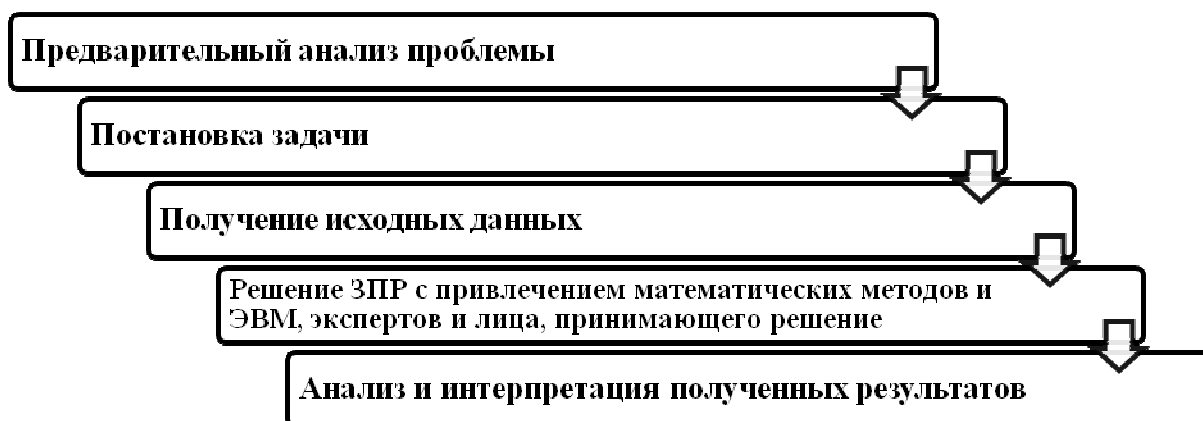 Предварительный анализ проблемы
Постановка задачи
Получение исходных данных
Решение ЗПР с привлечением математических методов и
ЭВМ, экспертов и лица, принимающего решение
Анализ и интерпретация полученных результатов